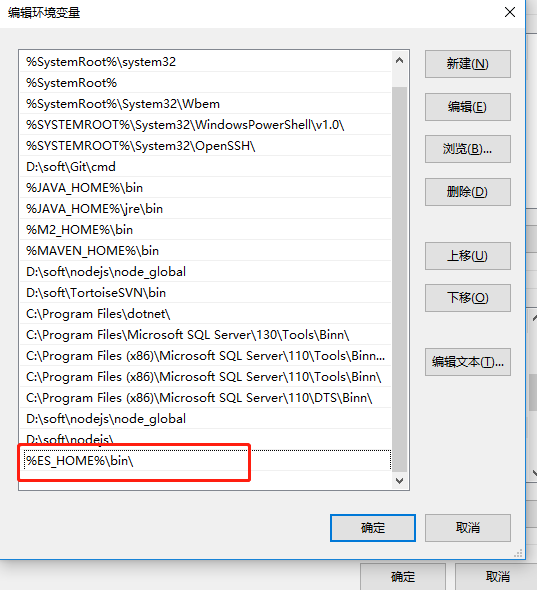 编辑环境变量
%SystemRoot%\system32
%SystemRoot%
%SystemRoot%\System32\Wbem
%SYSTEMROOT%\System32\WindowsPowerShell\v1.0\
%SYSTEMROOT%\System32\OpenSSH\
D:\soft\Git\cmd
%JAVA_HOME%\bin
%JAVA_HOME%\jre\bin
%M2_HOME%\bin
%MAVEN_HOME%\bin
D:\soft\nodejs\node_global
D:\soft\TortoiseSVN\bin
C:\Program Files\dotnet\
C:\Program Files\Microsoft SQL Server\130\Tools\Binn\
C:\Program Files (x86)\Microsoft SQL Server\110\Tools\Binn...
C:\Program Files (x86)\Microsoft SQL Server\110\Tools\Binn\
C:\Program Files (x86)\Microsoft SQL Server\110\DTS\Binn\
D:\soft\nodejs\node_global
D:\soft\nodejs\
%ES_HOME%\bin\
新建(N)
编辑(E)
浏览(B)...
删除(D)
上移(U)
下移(O)
编辑文本(T)...
确定
取消
确定
取消